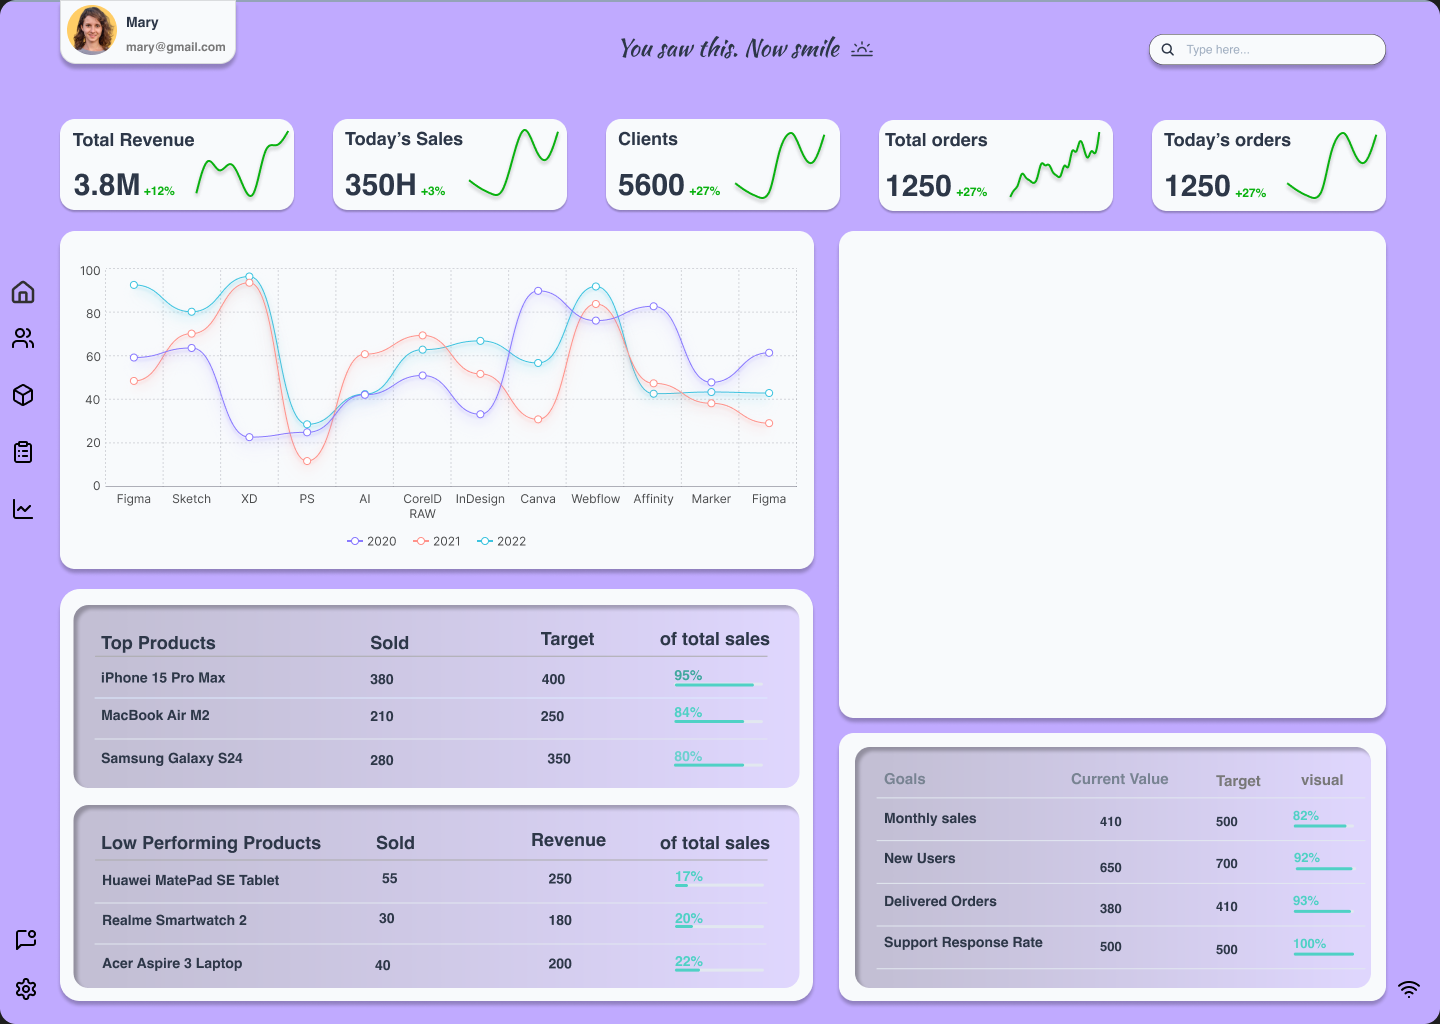 Mary
mary@gmail.com
You saw this. Now smile
Type here...
Total Revenue
3.8M +12%
Today’s Sales
350H +3%
Clients
5600 +27%
Total orders
1250 +27%
Today’s orders
1250 +27%
100
80
60
40
20
0
Figma Sketch XD PS AI CorelD InDesign Canva Webflow Affinity Marker Figma
RAW
2020 2021 2022
Top Products Sold Target of total sales
iPhone 15 Pro Max 380 400 95%
MacBook Air M2 210 250 84%
Samsung Galaxy S24 280 350 80%
Low Performing Products Sold Revenue of total sales
Huawei MatePad SE Tablet 55 250 17%
Realme Smartwatch 2 30 180 20%
Acer Aspire 3 Laptop 40 200 22%
Goals Current Value Target visual
Monthly sales 410 500 82%
New Users 650 700 92%
Delivered Orders 380 410 93%
Support Response Rate 500 500 100%